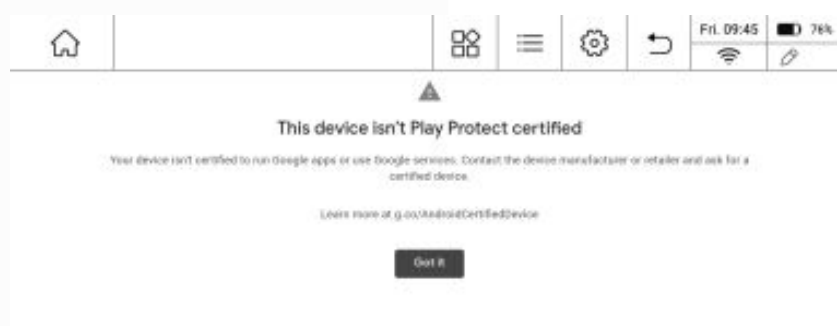 Fri. 09:45
76%
This device isn't Play Protect certified
Your device isn't certified to run Google apps or use Google services. Contact the device manufacturer or retailer and ask for a
certified device.
Learn more at g.co/AndroidCertifiedDevice
Got it